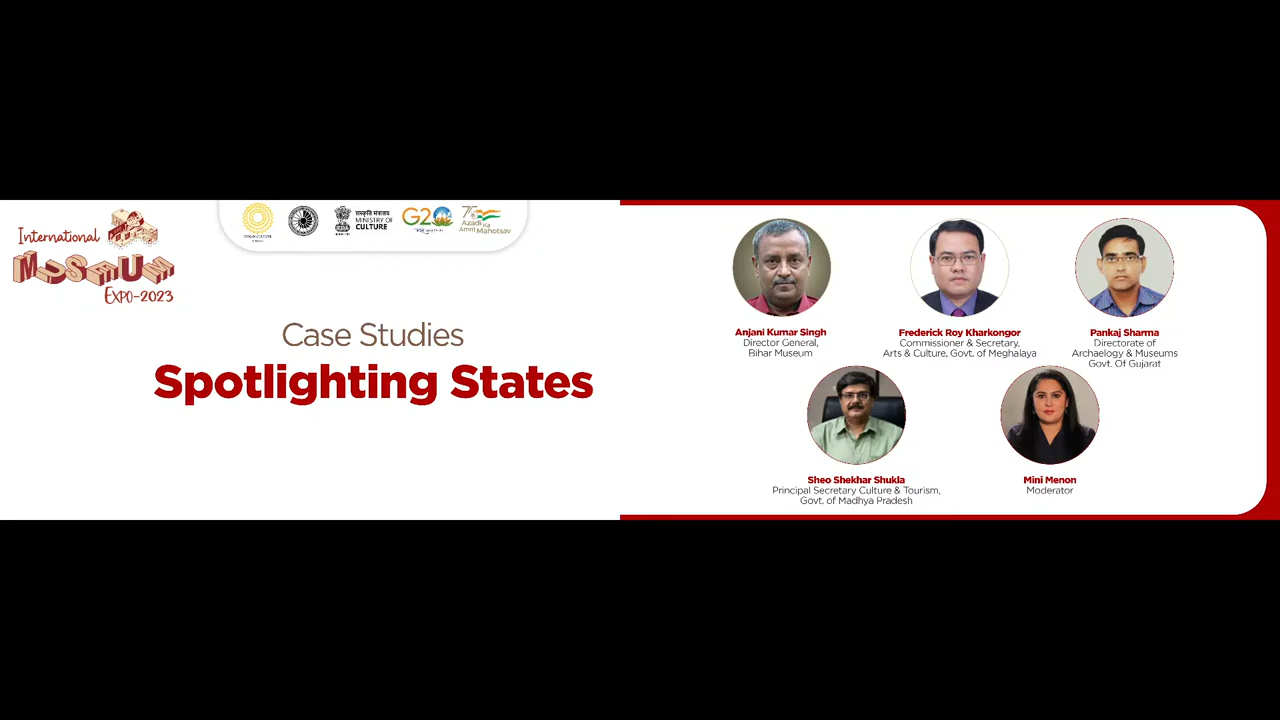 International
MUSEUM
EXPO-2023
संस्कृति मंत्रालय
MINISTRY OF
CULTURE
G20
75
Azadi Ka
Amrit Mahotsav
Case Studies
Spotlighting States
Anjani Kumar Singh
Director General,
Bihar Museum
Frederick Roy Kharkongor
Commissioner & Secretary,
Arts & Culture, Govt. of Meghalaya
Pankaj Sharma
Directorate of
Archaelogy & Museums
Govt. Of Gujarat
Sheo Shekhar Shukla
Principal Secretary Culture & Tourism,
Govt. of Madhya Pradesh
Mini Menon
Moderator